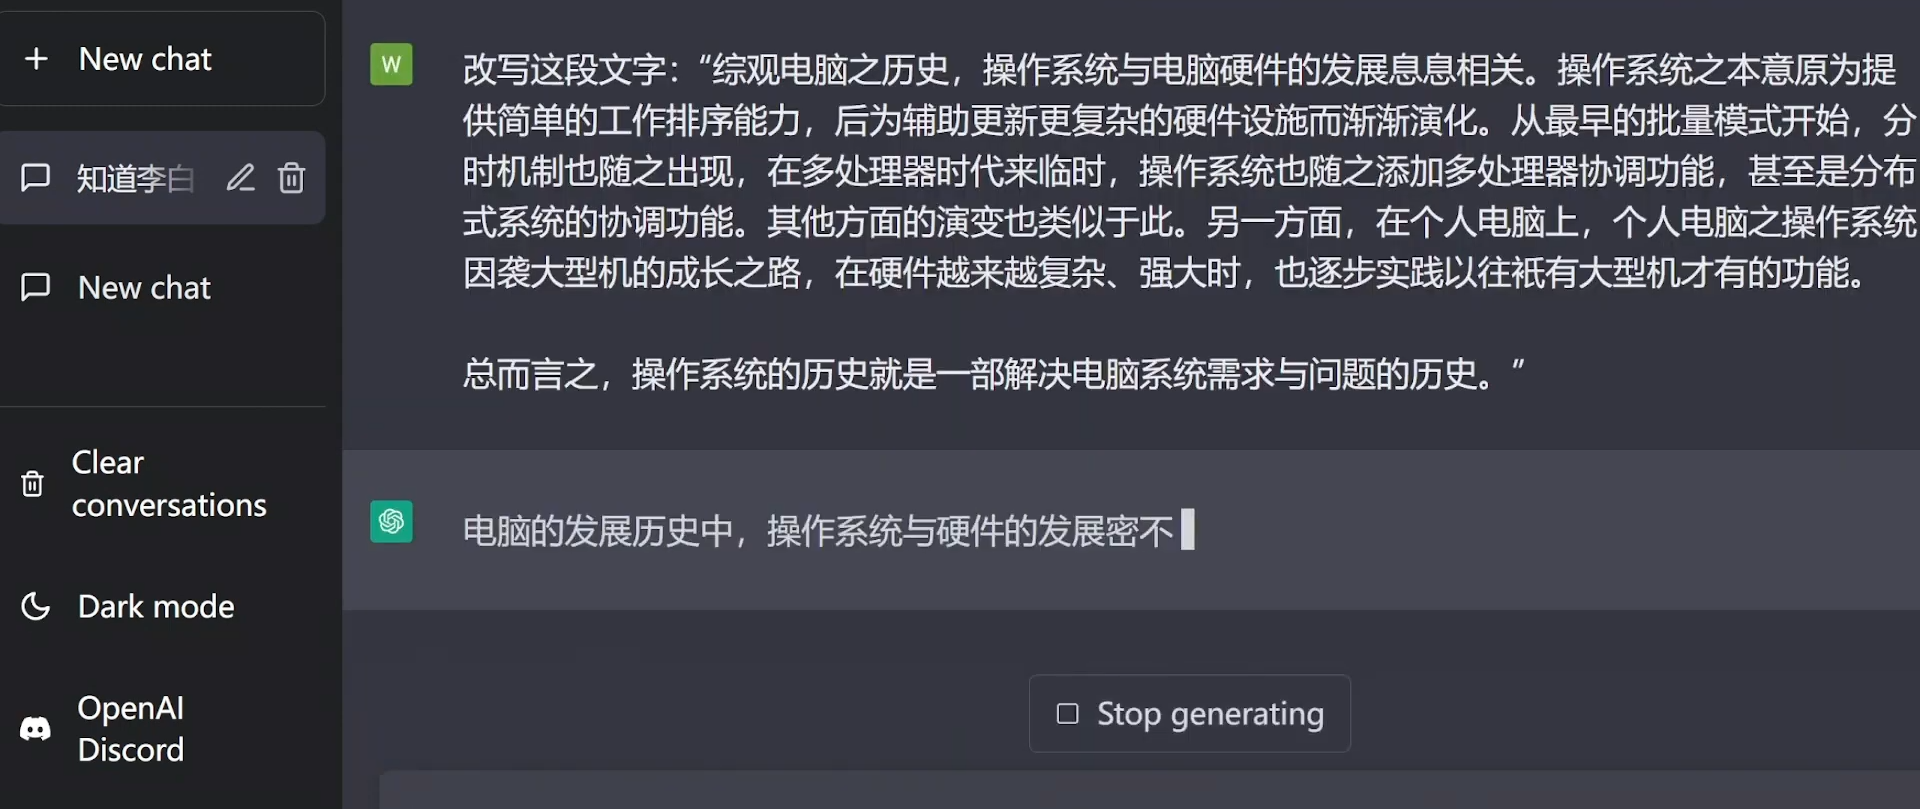 New chat
知道李白
New chat
Clear
conversations
Dark mode
OpenAI
Discord
W
改写这段文字：“综观电脑之历史，操作系统与电脑硬件的发展息息相关。操作系统之本意原为提
供简单的工作排序能力，后为辅助更新更复杂的硬件设施而渐渐演化。从最早的批量模式开始，分
时机制也随之出现，在多处理器时代来临时，操作系统也随之添加多处理器协调功能，甚至是分布
式系统的协调功能。其他方面的演变也类似于此。另一方面，在个人电脑上，个人电脑之操作系统
因袭大型机的成长之路，在硬件越来越复杂、强大时，也逐步实践以往衹有大型机才有的功能。
总而言之，操作系统的历史就是一部解决电脑系统需求与问题的历史。”
电脑的发展历史中，操作系统与硬件的发展密不
Stop generating